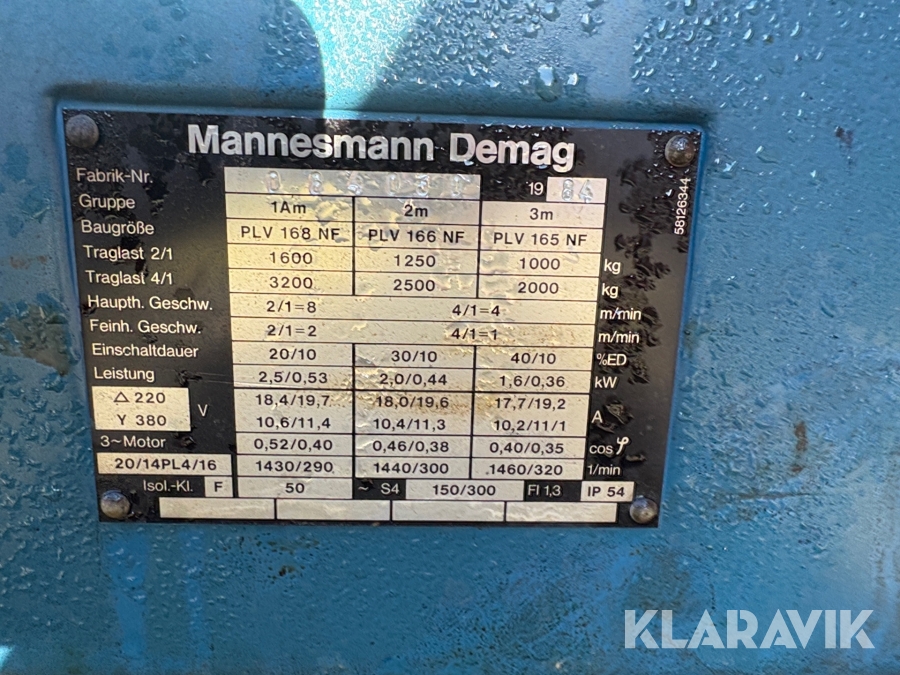 Mannesmann Demag
Fabrik-Nr. 19 84
Gruppe 1Am 2m 3m
Baugröße PLV 168 NF PLV 166 NF PLV 165 NF
Traglast 2/1 1600 1250 1000 kg
Traglast 4/1 3200 2500 2000 kg
Haupth. Geschw. 2/1=8 4/1=4 m/min
Feinh. Geschw. 2/1=2 4/1=1 m/min
Einschaltdauer 20/10 30/10 40/10 %ED
Leistung 2,5/0,53 2,0/0,44 1,6/0,36 kW
△ 220 18,4/19,7 18,0/19,6 17,7/19,2
Y 380 V 10,6/11,4 10,4/11,3 10,2/11/1 A
3~Motor 0,52/0,40 0,46/0,38 0,40/0,35 cos φ
20/14PL4/16 1430/290 1440/300 1460/320 1/min
Isol.-Kl. F 50 ~ S4 150/300 FI 1,3 IP 54
58126344
KLARAVIK